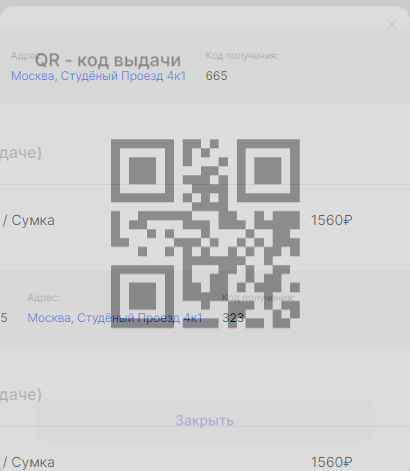 QR - код выдачи
Адрес:
Код получения:
Москва, Студёный Проезд 4к1
665
даче)
/ Сумка
1560₽
Адрес:
Код получения:
5
Москва, Студёный Проезд 4к1
323
даче)
Закрыть
/ Сумка
1560₽